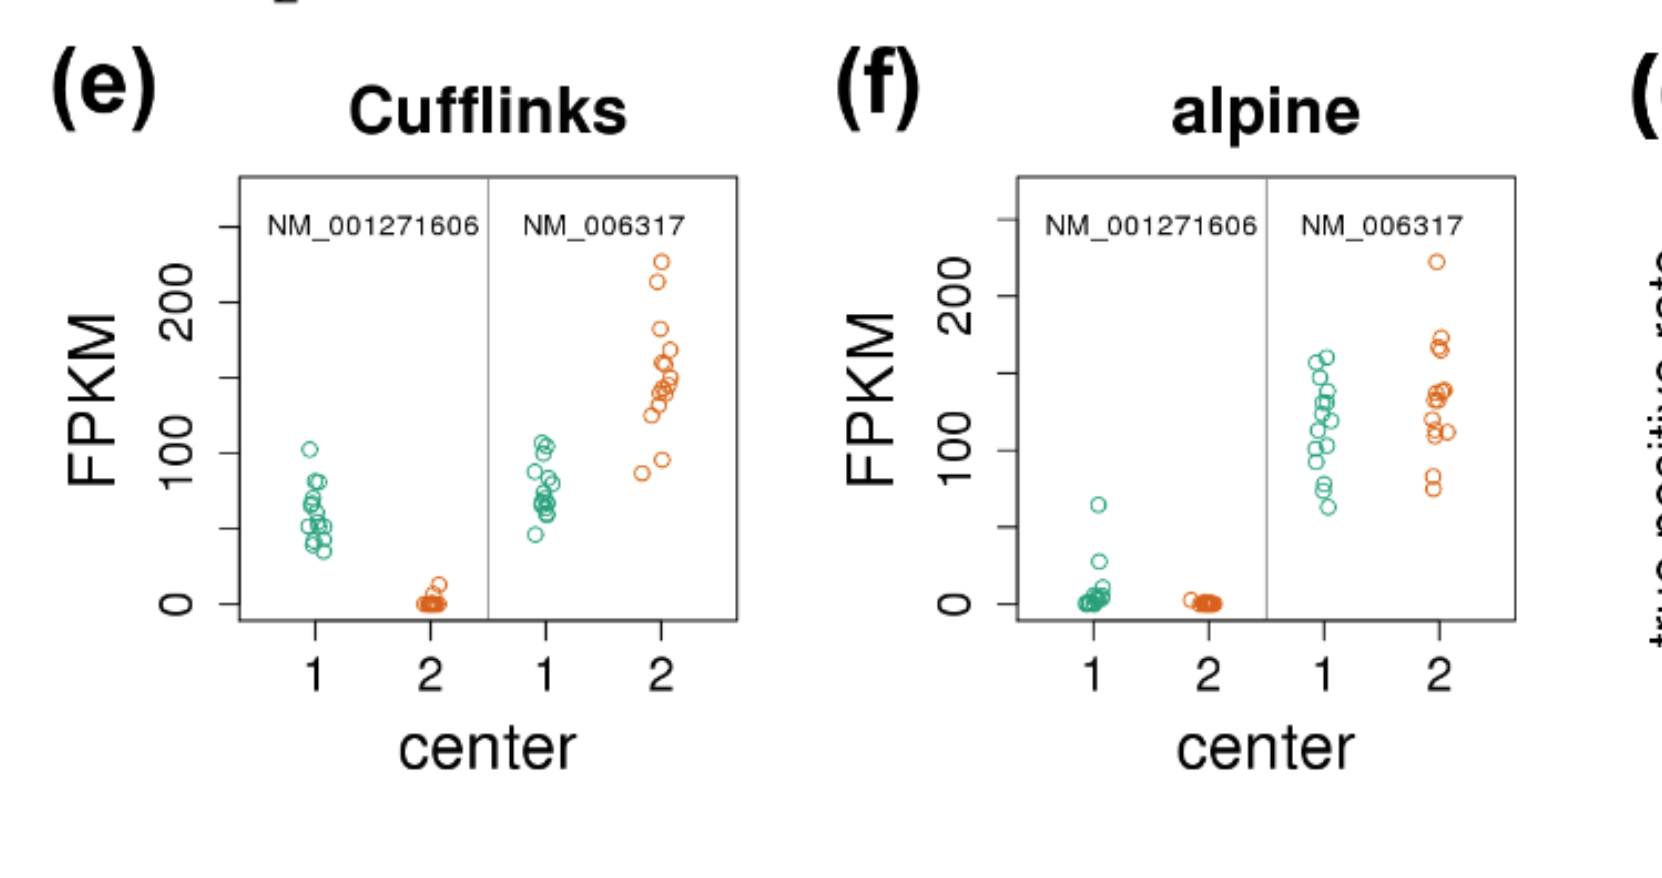 (e)
Cufflinks
NM_001271606 NM_006317
FPKM
0 100 200
1 2 1 2
center
(f)
alpine
NM_001271606 NM_006317
FPKM
0 100 200
1 2 1 2
center
(